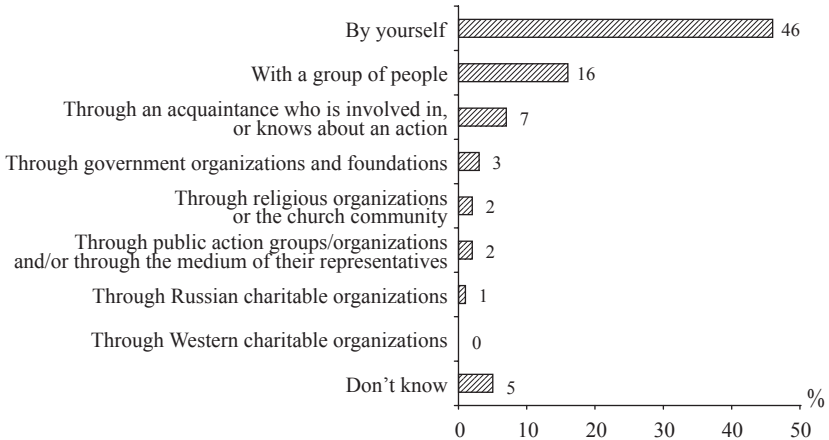 By yourself 46
With a group of people 16
Through an acquaintance who is involved in,
or knows about an action 7
Through government organizations and foundations 3
Through religious organizations
or the church community 2
Through public action groups/organizations
and/or through the medium of their representatives 2
Through Russian charitable organizations 1
Through Western charitable organizations 0
Don’t know 5
%
0 10 20 30 40 50